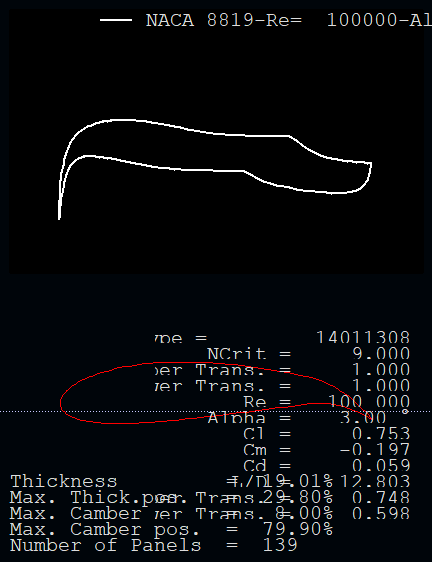 NACA 8819-Re=  100000-Al
ype =  14011308
NCrit =  9.000
per Trans. =  1.000
wer Trans. =  1.000
Re =  100 000
Alpha =  3.00 °
Cl =  0.753
Cm =  -0.197
Cd =  0.059
L/D =  12.803
Thickness  =  19.01%
Max. Thick.pos.  =  29.80%
per Trans. =  0.748
Max. Camber  =  8.00%
wer Trans. =  0.598
Max. Camber pos.  =  79.90%
Number of Panels  =  139